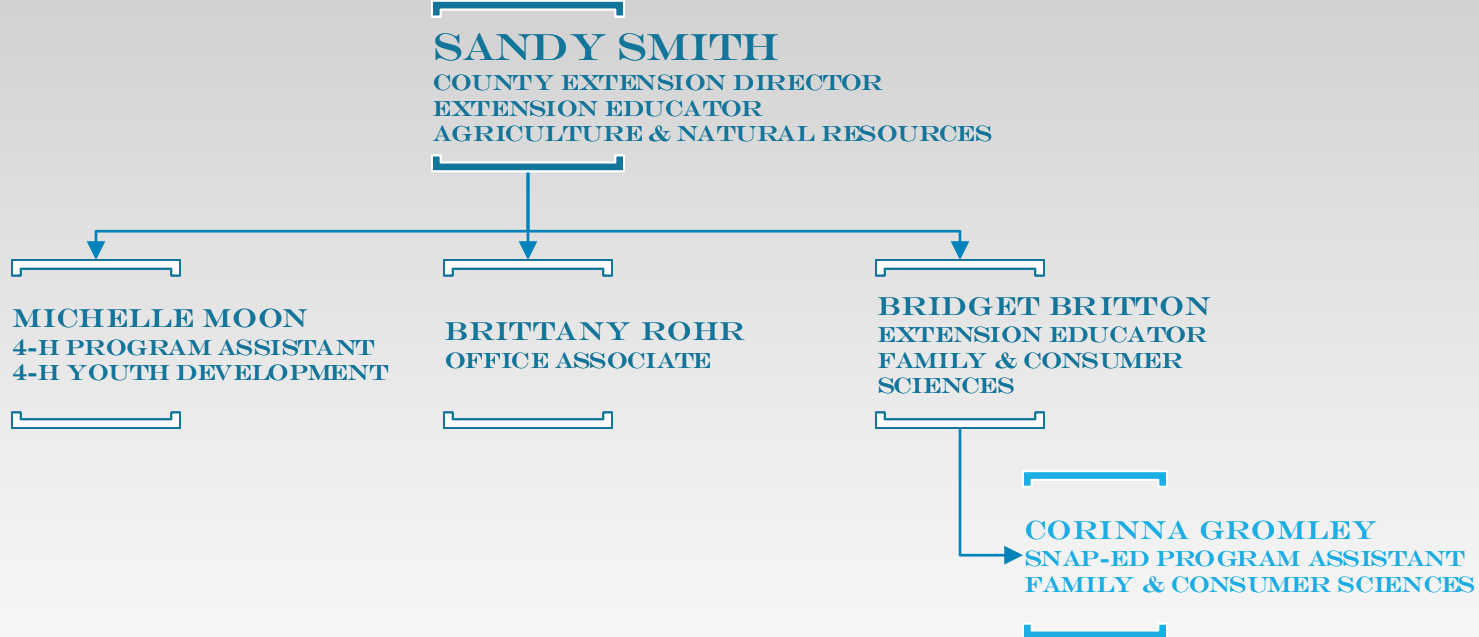 SANDY SMITH
COUNTY EXTENSION DIRECTOR
EXTENSION EDUCATOR
AGRICULTURE & NATURAL RESOURCES
MICHELLE MOON
4-H PROGRAM ASSISTANT
4-H YOUTH DEVELOPMENT
BRITTANY ROHR
OFFICE ASSOCIATE
BRIDGET BRITTON
EXTENSION EDUCATOR
FAMILY & CONSUMER
SCIENCES
CORINNA GROMLEY
SNAP-ED PROGRAM ASSISTANT
FAMILY & CONSUMER SCIENCES